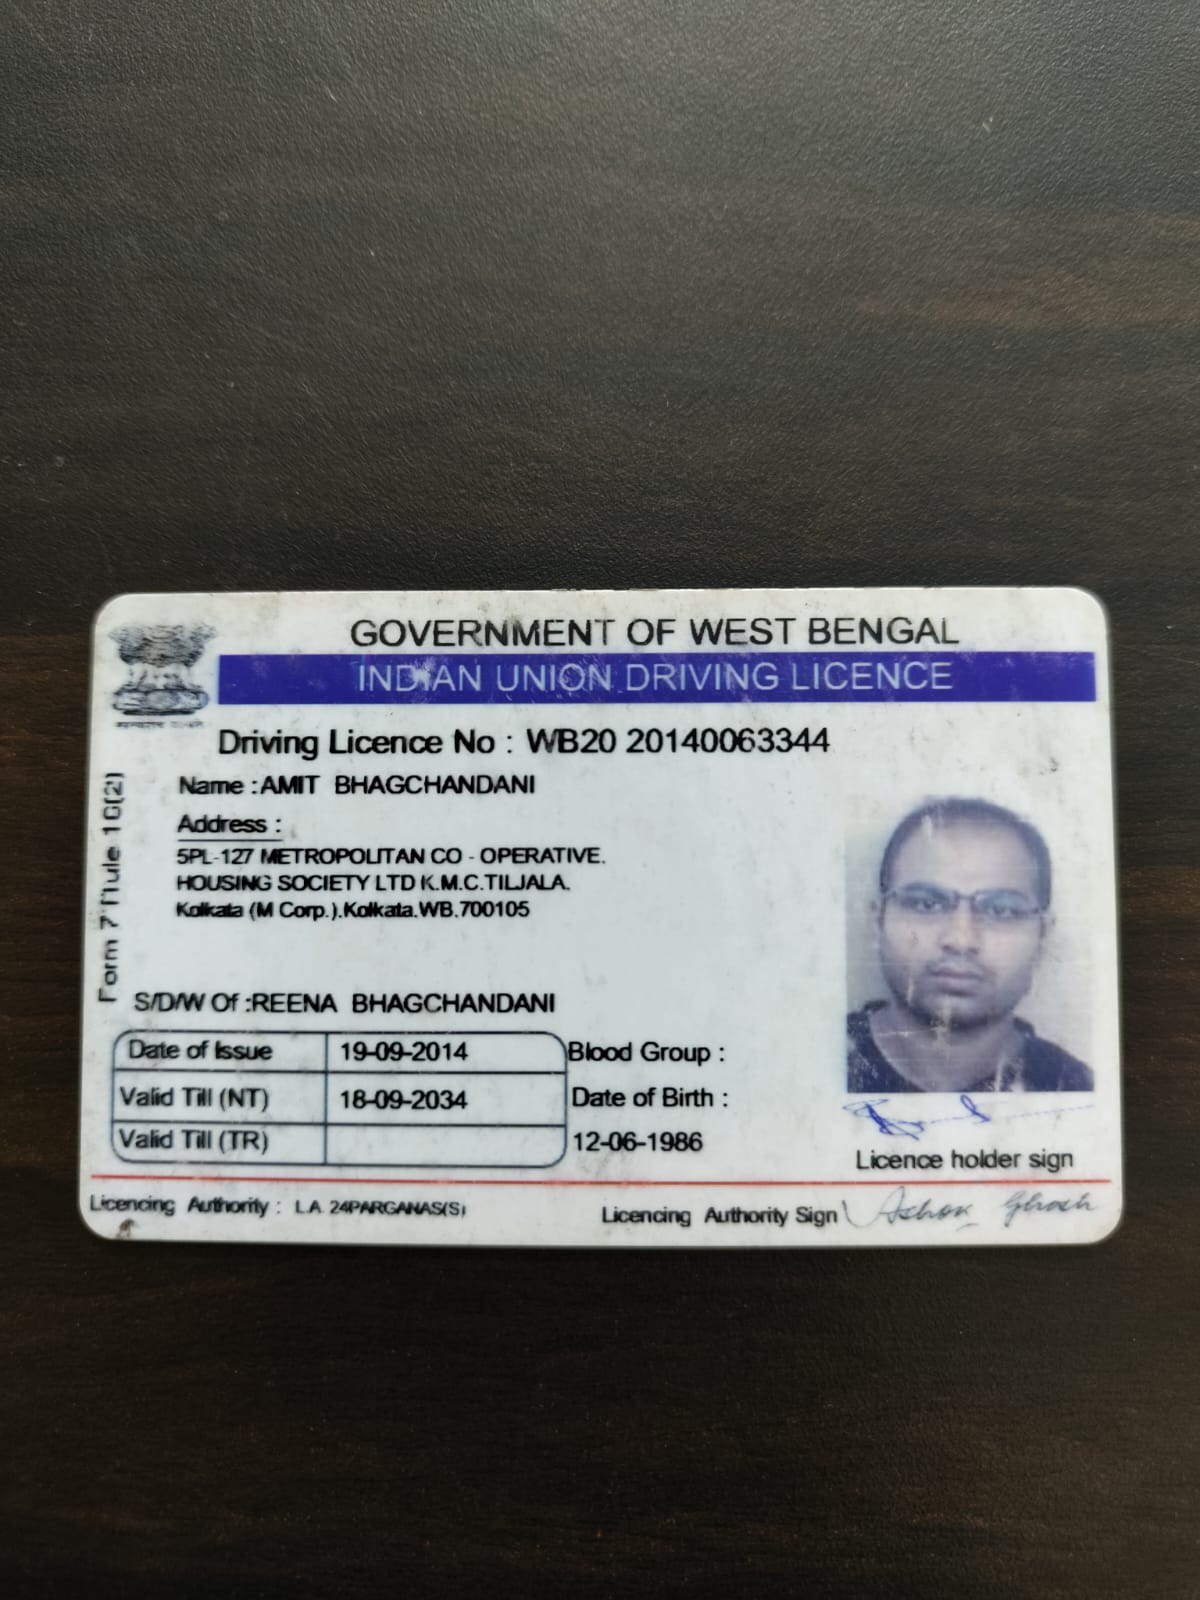 GOVERNMENT OF WEST BENGAL
INDIAN UNION DRIVING LICENCE
Driving Licence No : WB20 20140063344
Name :AMIT BHAGCHANDANI
Address :
5PL-127 METROPOLITAN CO - OPERATIVE.
HOUSING SOCIETY LTD K.M.C.TILJALA.
Kolkata (M Corp.).Kolkata.WB.700105
Form 7 Rule 16(2)
S/D/W Of :REENA BHAGCHANDANI
Date of Issue 19-09-2014 Blood Group :
Valid Till (NT) 18-09-2034 Date of Birth :
Valid Till (TR) 12-06-1986
Licence holder sign
Licencing Authority : L.A. 24PARGANAS(S) Licencing Authority Sign Ashok Ghosh